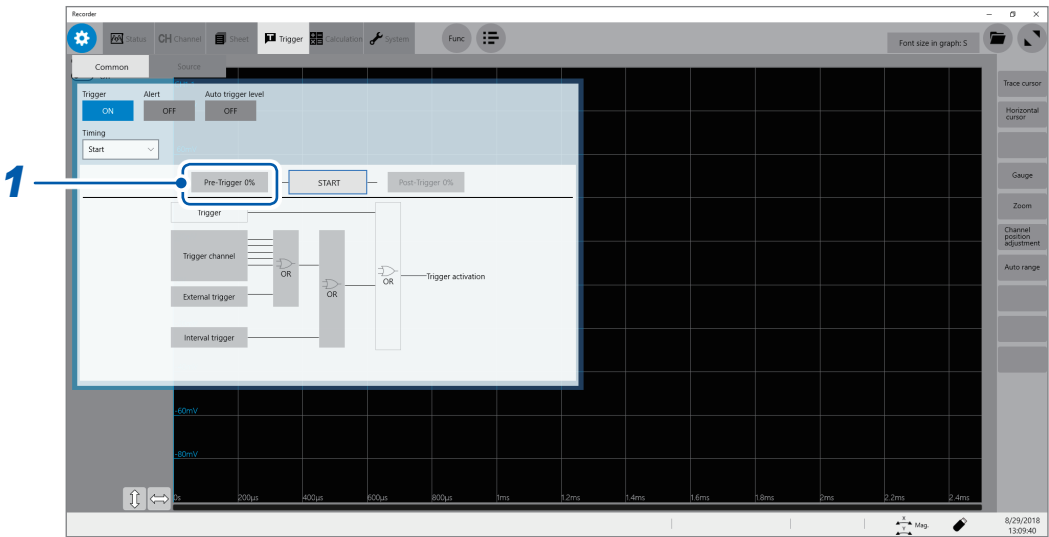 Recorder
Status
CH Channel
Sheet
Trigger
Calculation
System
Func
Font size in graph: S
Common
Source
Trigger
Alert
Auto trigger level
ON
OFF
OFF
Timing
Start
1
Pre-Trigger 0%
START
Post-Trigger 0%
Trigger
Trigger channel
OR
OR
OR
Trigger activation
External trigger
Interval trigger
-60mV
-80mV
0s
200µs
400µs
600µs
800µs
1ms
1.2ms
1.4ms
1.6ms
1.8ms
2ms
2.2ms
2.4ms
Trace cursor
Horizontal
cursor
Gauge
Zoom
Channel
position
adjustment
Auto range
X
Y
Mag.
8/29/2018
13:09:40